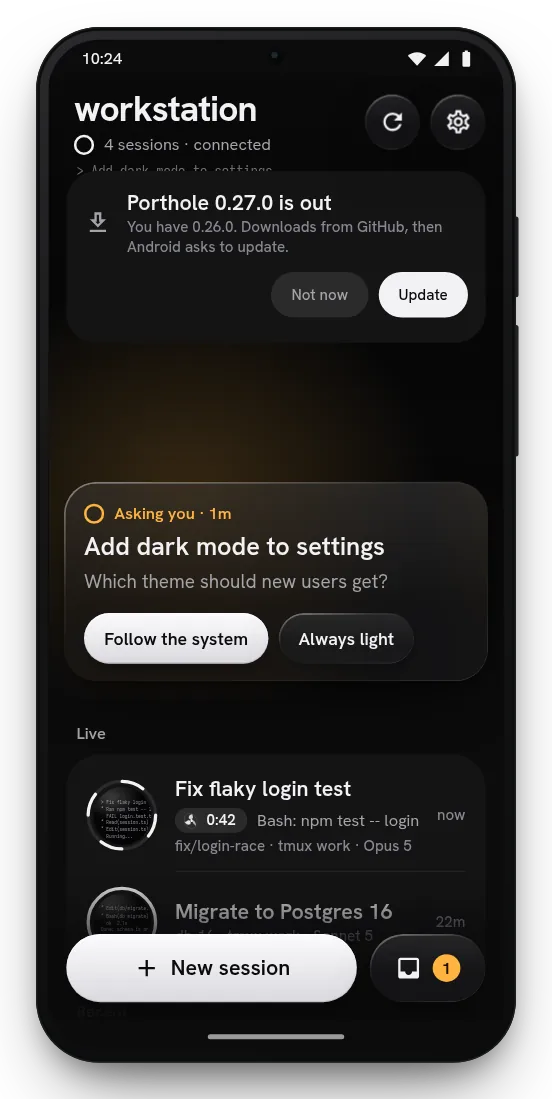 10:24
workstation
4 sessions · connected
> Add dark mode to settings
Porthole 0.27.0 is out
You have 0.26.0. Downloads from GitHub, then
Android asks to update.
Not now
Update
Asking you · 1m
Add dark mode to settings
Which theme should new users get?
Follow the system
Always light
Live
Fix flaky login test
0:42
Bash: npm test -- login
now
fix/login-race · tmux work · Opus 5
Migrate to Postgres 16
22m
New session
1